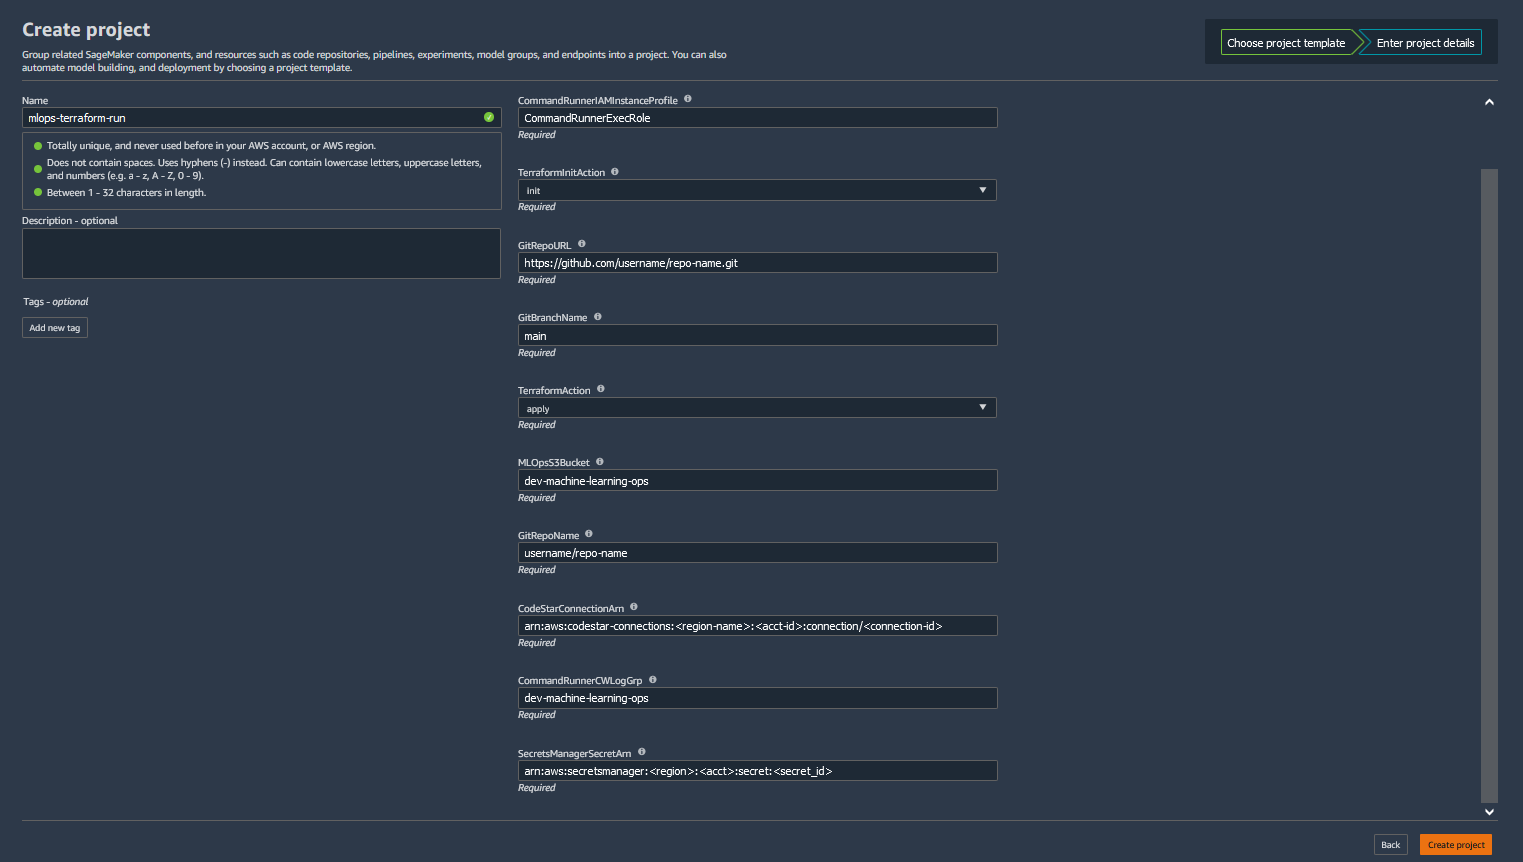 Create project
Group related SageMaker components, and resources such as code repositories, pipelines, experiments, model groups, and endpoints into a project. You can also
automate model building, and deployment by choosing a project template.
Choose project template
Enter project details
Name
mlops-terraform-run
Totally unique, and never used before in your AWS account, or AWS region.
Does not contain spaces. Uses hyphens (-) instead. Can contain lowercase letters, uppercase letters,
and numbers (e.g. a - z, A - Z, 0 - 9).
Between 1 - 32 characters in length.
Description - optional
Tags - optional
Add new tag
CommandRunnerIAMInstanceProfile
CommandRunnerExecRole
Required
TerraformInitAction
init
Required
GitRepoURL
https://github.com/username/repo-name.git
Required
GitBranchName
main
Required
TerraformAction
apply
Required
MLOpsS3Bucket
dev-machine-learning-ops
Required
GitRepoName
username/repo-name
Required
CodeStarConnectionArn
arn:aws:codestar-connections:<region-name>:<acct-id>:connection/<connection-id>
Required
CommandRunnerCWLogGrp
dev-machine-learning-ops
Required
SecretsManagerSecretArn
arn:aws:secretsmanager:<region>:<acct>:secret:<secret_id>
Required
Back
Create project